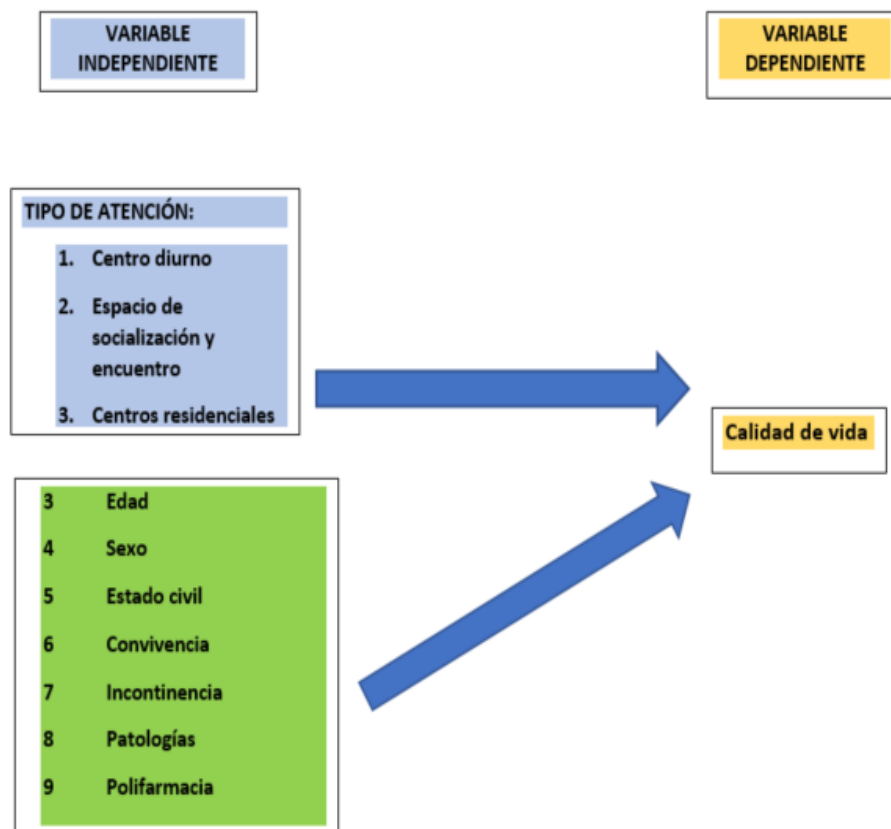 VARIABLE
INDEPENDIENTE
VARIABLE
DEPENDIENTE
TIPO DE ATENCIÓN:
1. Centro diurno
2. Espacio de
socialización y
encuentro
3. Centros residenciales
Calidad de vida
3 Edad
4 Sexo
5 Estado civil
6 Convivencia
7 Incontinencia
8 Patologías
9 Polifarmacia